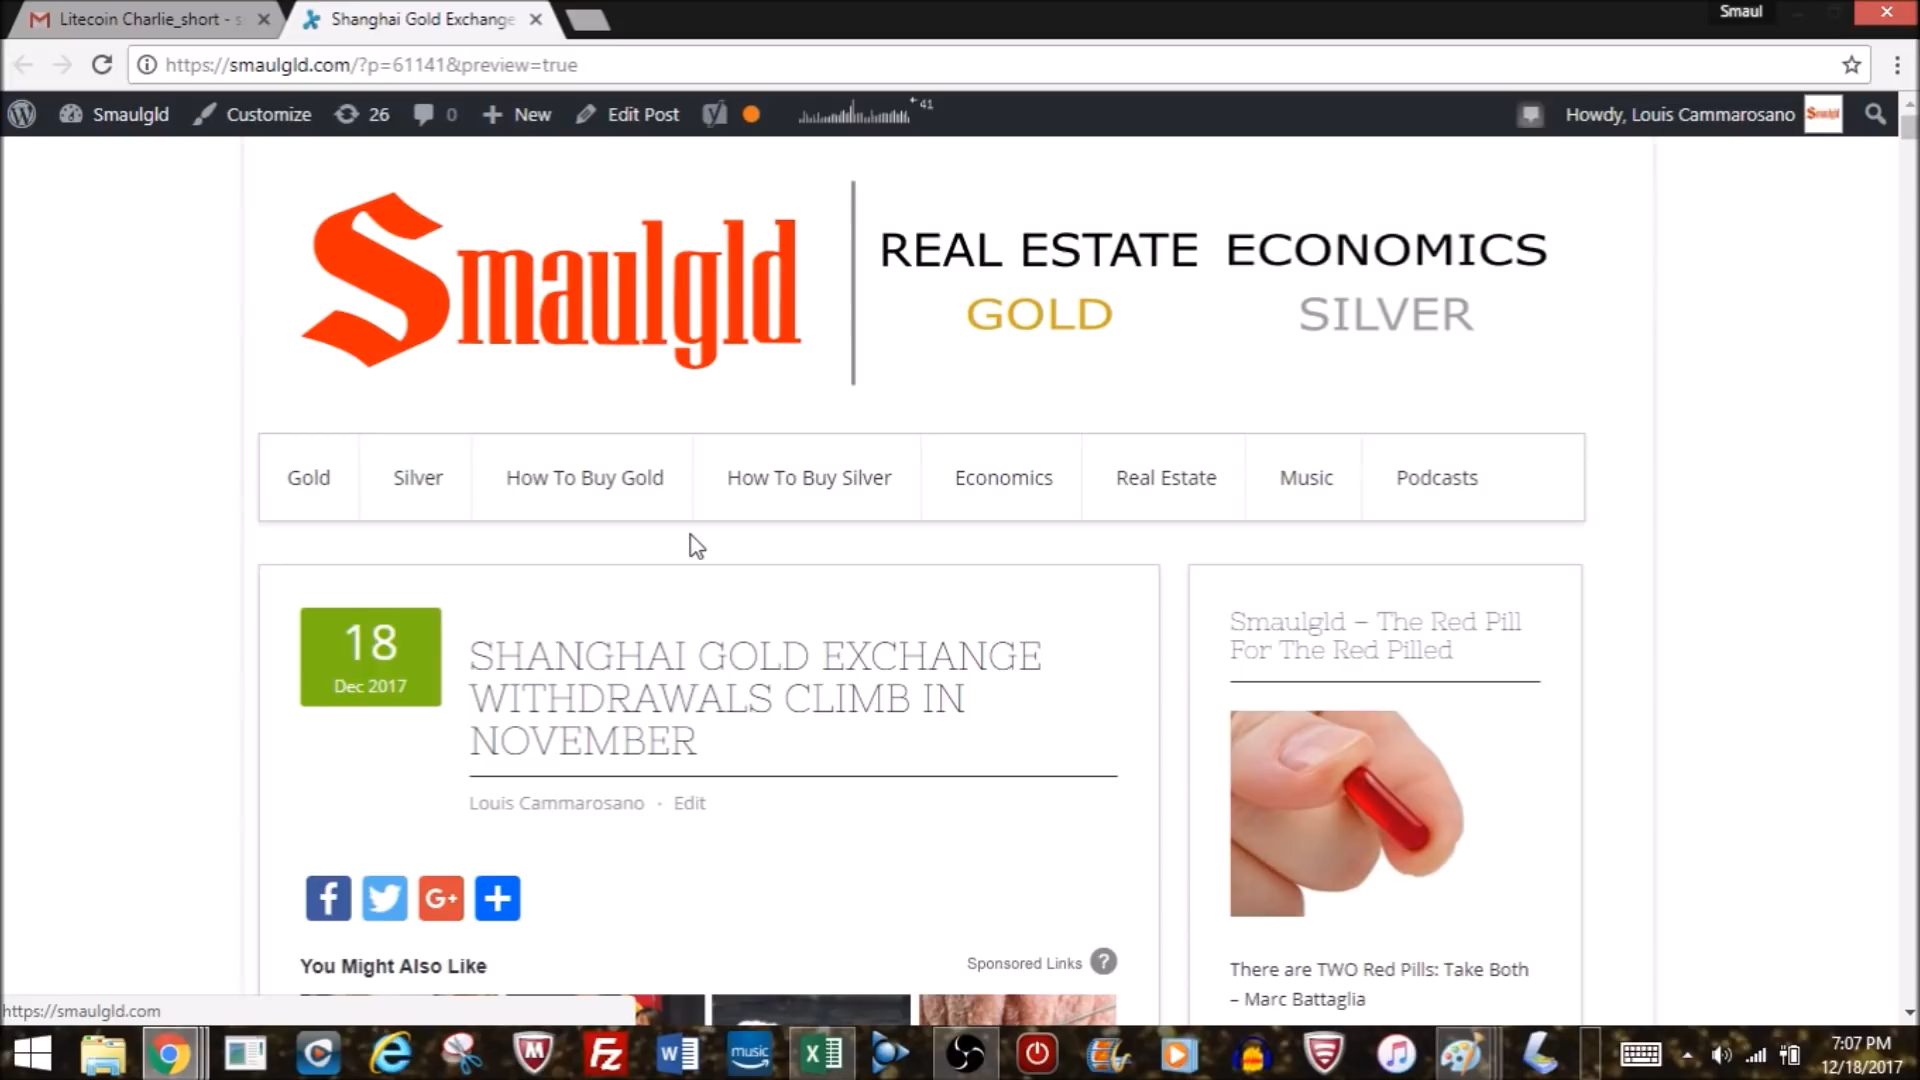 Litecoin Charlie_short - s
Shanghai Gold Exchange
Smaul
https://smaulgld.com/?p=61141&preview=true
Smaulgld
Customize
26
0
New
Edit Post
41
Howdy, Louis Cammarosano
Smaulgld
Smaulgld
REAL ESTATE ECONOMICS
GOLD SILVER
Gold
Silver
How To Buy Gold
How To Buy Silver
Economics
Real Estate
Music
Podcasts
18
Dec 2017
SHANGHAI GOLD EXCHANGE
WITHDRAWALS CLIMB IN
NOVEMBER
Louis Cammarosano · Edit
G+
You Might Also Like
Sponsored Links ?
Smaulgld – The Red Pill
For The Red Pilled
There are TWO Red Pills: Take Both
– Marc Battaglia
https://smaulgld.com
music
7:07 PM
12/18/2017